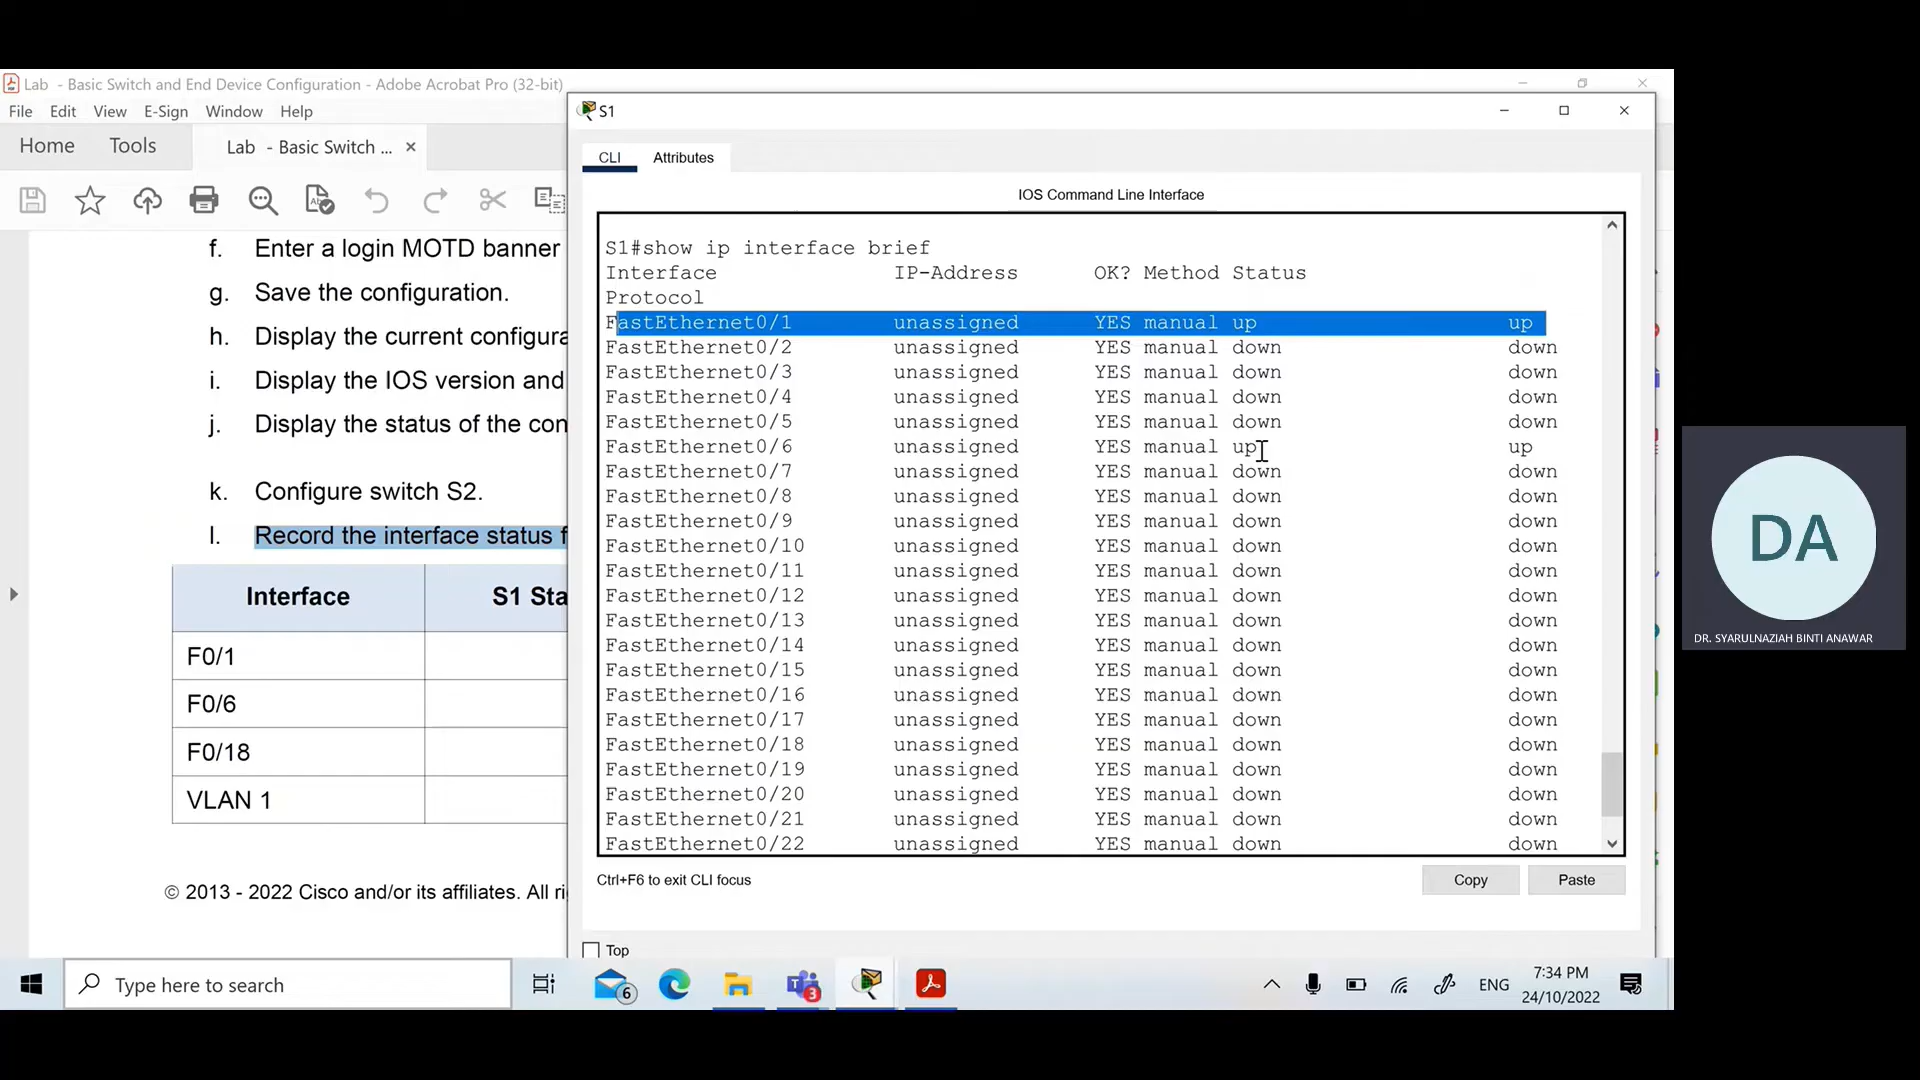 Lab - Basic Switch and End Device Configuration - Adobe Acrobat Pro (32-bit)
File Edit View E-Sign Window Help
Home Tools Lab - Basic Switch ... ×
f. Enter a login MOTD banner
g. Save the configuration.
h. Display the current configura
i. Display the IOS version and
j. Display the status of the con
k. Configure switch S2.
l. Record the interface status f
Interface S1 Sta
F0/1
F0/6
F0/18
VLAN 1
© 2013 - 2022 Cisco and/or its affiliates. All ri
S1
CLI Attributes
IOS Command Line Interface
S1#show ip interface brief
Interface IP-Address OK? Method Status
Protocol
FastEthernet0/1 unassigned YES manual up up
FastEthernet0/2 unassigned YES manual down down
FastEthernet0/3 unassigned YES manual down down
FastEthernet0/4 unassigned YES manual down down
FastEthernet0/5 unassigned YES manual down down
FastEthernet0/6 unassigned YES manual up up
FastEthernet0/7 unassigned YES manual down down
FastEthernet0/8 unassigned YES manual down down
FastEthernet0/9 unassigned YES manual down down
FastEthernet0/10 unassigned YES manual down down
FastEthernet0/11 unassigned YES manual down down
FastEthernet0/12 unassigned YES manual down down
FastEthernet0/13 unassigned YES manual down down
FastEthernet0/14 unassigned YES manual down down
FastEthernet0/15 unassigned YES manual down down
FastEthernet0/16 unassigned YES manual down down
FastEthernet0/17 unassigned YES manual down down
FastEthernet0/18 unassigned YES manual down down
FastEthernet0/19 unassigned YES manual down down
FastEthernet0/20 unassigned YES manual down down
FastEthernet0/21 unassigned YES manual down down
FastEthernet0/22 unassigned YES manual down down
Ctrl+F6 to exit CLI focus
Copy Paste
Top
DA
DR. SYARULNAZIAH BINTI ANAWAR
Type here to search
6
3
ENG
7:34 PM
24/10/2022